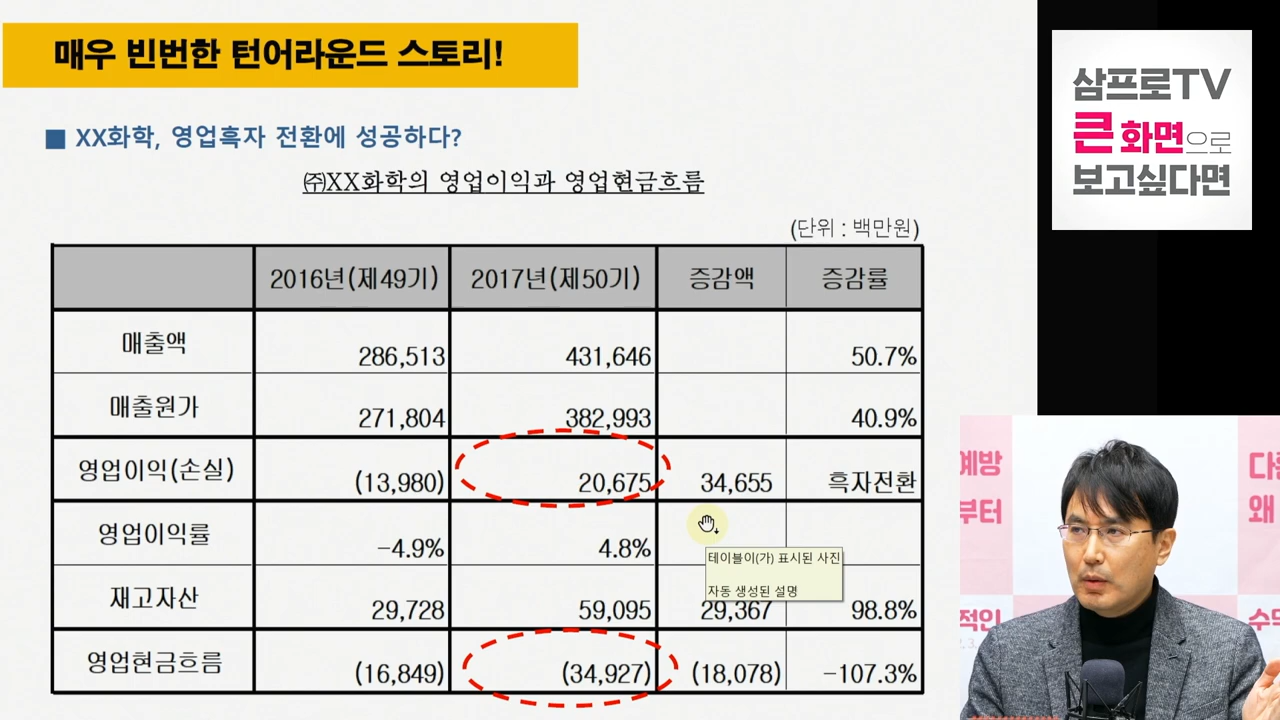 매우 빈번한 턴어라운드 스토리!
■ XX화학, 영업흑자 전환에 성공하다?
㈜XX화학의 영업이익과 영업현금흐름
(단위 : 백만원)
2016년(제49기) 2017년(제50기) 증감액 증감률
매출액 286,513 431,646 50.7%
매출원가 271,804 382,993 40.9%
영업이익(손실) (13,980) 20,675 34,655 흑자전환
영업이익률 -4.9% 4.8%
재고자산 29,728 59,095 29,367 98.8%
영업현금흐름 (16,849) (34,927) (18,078) -107.3%
테이블이(가) 표시된 사진
자동 생성된 설명
삼프로TV
큰 화면으로
보고싶다면
예방
부터
적인
왜